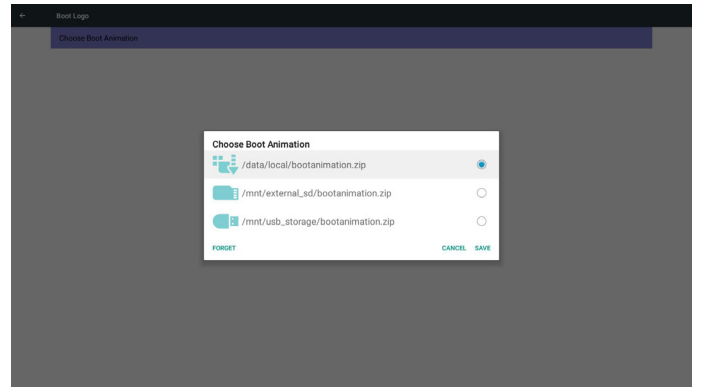 Boot Logo
Choose Boot Animation
Choose Boot Animation
/data/local/bootanimation.zip
/mnt/external_sd/bootanimation.zip
/mnt/usb_storage/bootanimation.zip
FORGET CANCEL SAVE